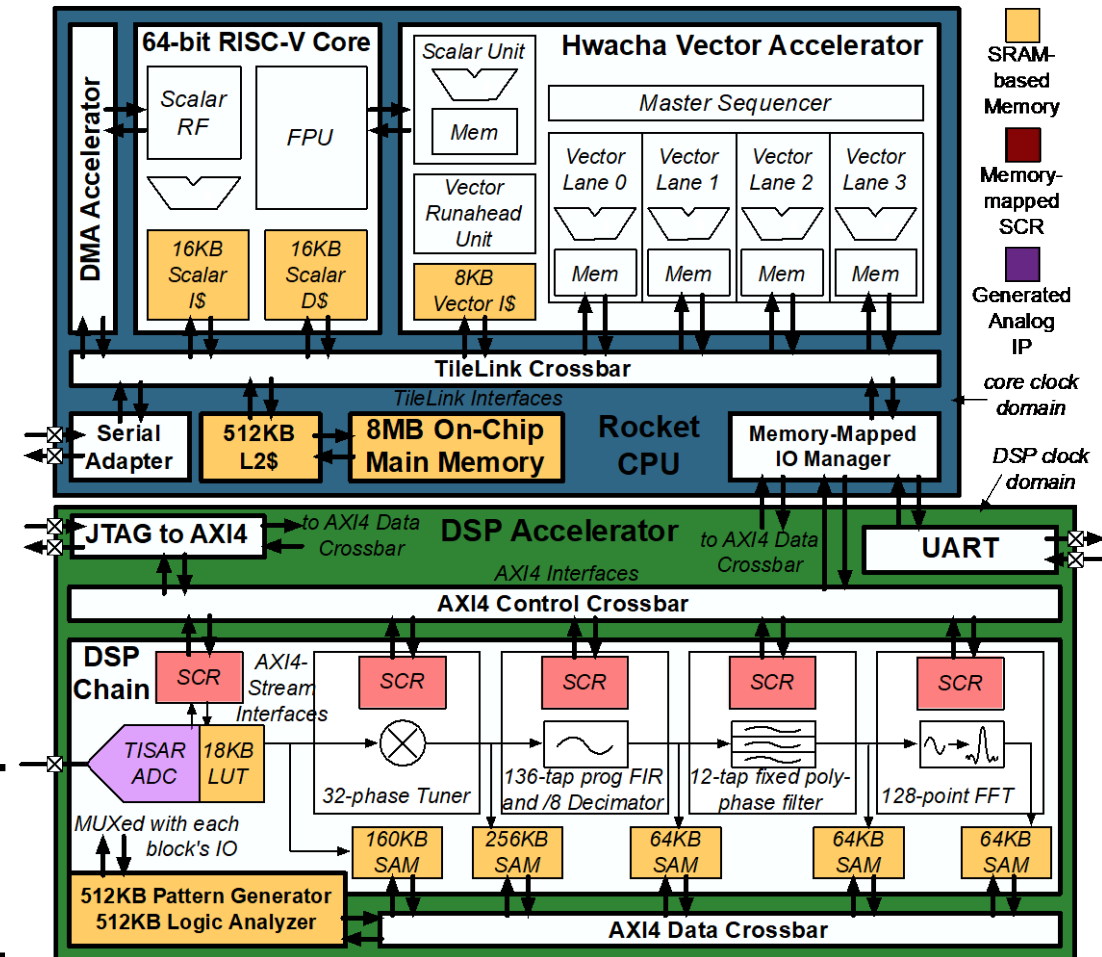 64-bit RISC-V Core
Hwacha Vector Accelerator
DMA Accelerator
Scalar
RF
FPU
Scalar Unit
Mem
Master Sequencer
Vector
Lane 0
Vector
Lane 1
Vector
Lane 2
Vector
Lane 3
Vector
Runahead
Unit
Mem
Mem
Mem
Mem
16KB
Scalar
I$
16KB
Scalar
D$
8KB
Vector I$
SRAM-
based
Memory
Memory-
mapped
SCR
Generated
Analog
IP
TileLink Crossbar
TileLink Interfaces
core clock
domain
Serial
Adapter
512KB
L2$
8MB On-Chip
Main Memory
Rocket
CPU
Memory-Mapped
IO Manager
DSP clock
domain
JTAG to AXI4
to AXI4 Data
Crossbar
DSP Accelerator
to AXI4 Data
Crossbar
UART
AXI4 Interfaces
AXI4 Control Crossbar
DSP
Chain
SCR
AXI4-
Stream
Interfaces
SCR
SCR
SCR
SCR
TISAR
ADC
18KB
LUT
32-phase Tuner
136-tap prog FIR
and /8 Decimator
12-tap fixed poly-
phase filter
128-point FFT
MUXed with each
block's IO
160KB
SAM
256KB
SAM
64KB
SAM
64KB
SAM
64KB
SAM
512KB Pattern Generator
512KB Logic Analyzer
AXI4 Data Crossbar